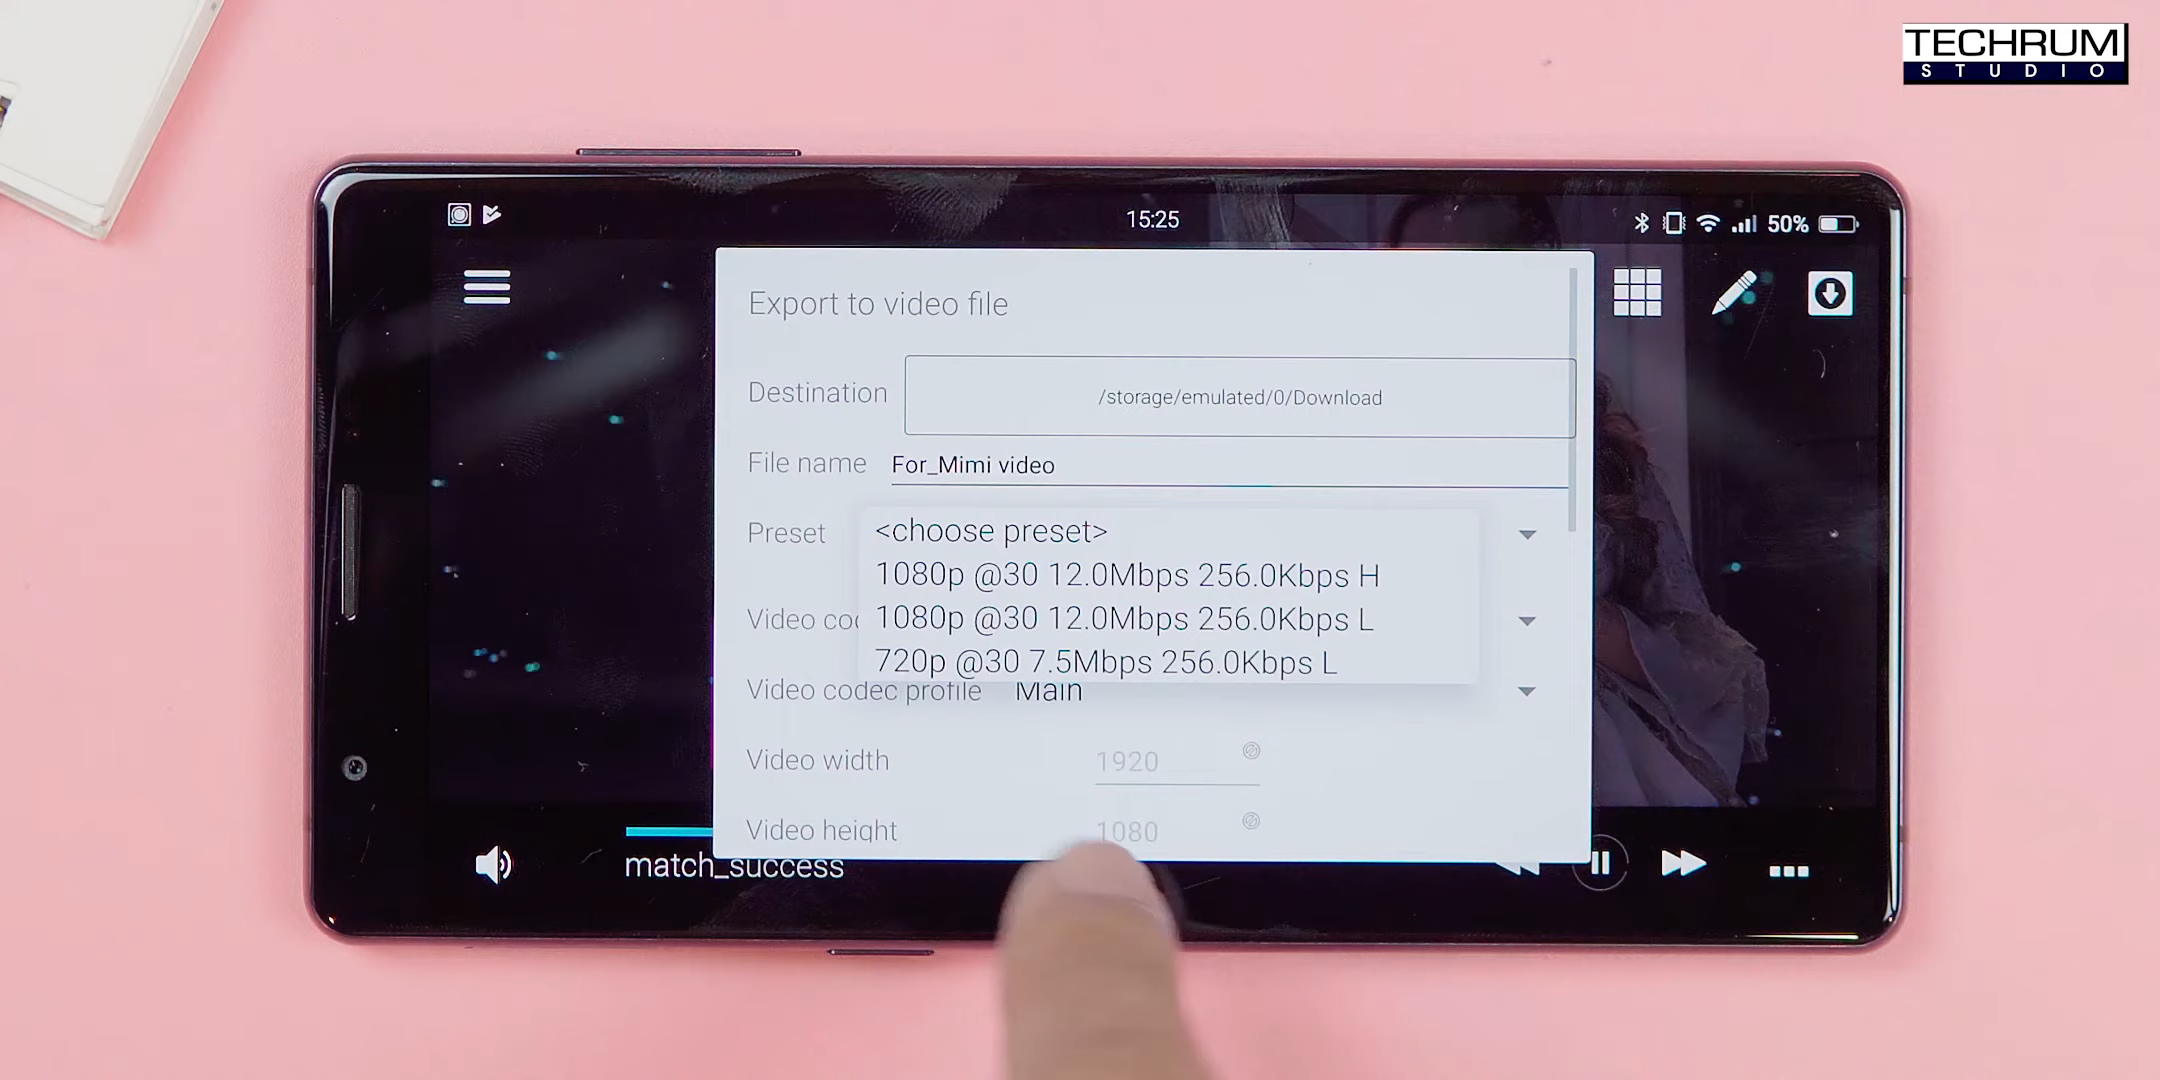 TECHRUM
STUDIO
15:25
50%
Export to video file
Destination
/storage/emulated/0/Download
File name
For_Mimi video
Preset
<choose preset>
1080p @30 12.0Mbps 256.0Kbps H
1080p @30 12.0Mbps 256.0Kbps L
720p @30 7.5Mbps 256.0Kbps L
Video
Video codec profile Main
Video width 1920
Video height 1080
match_success